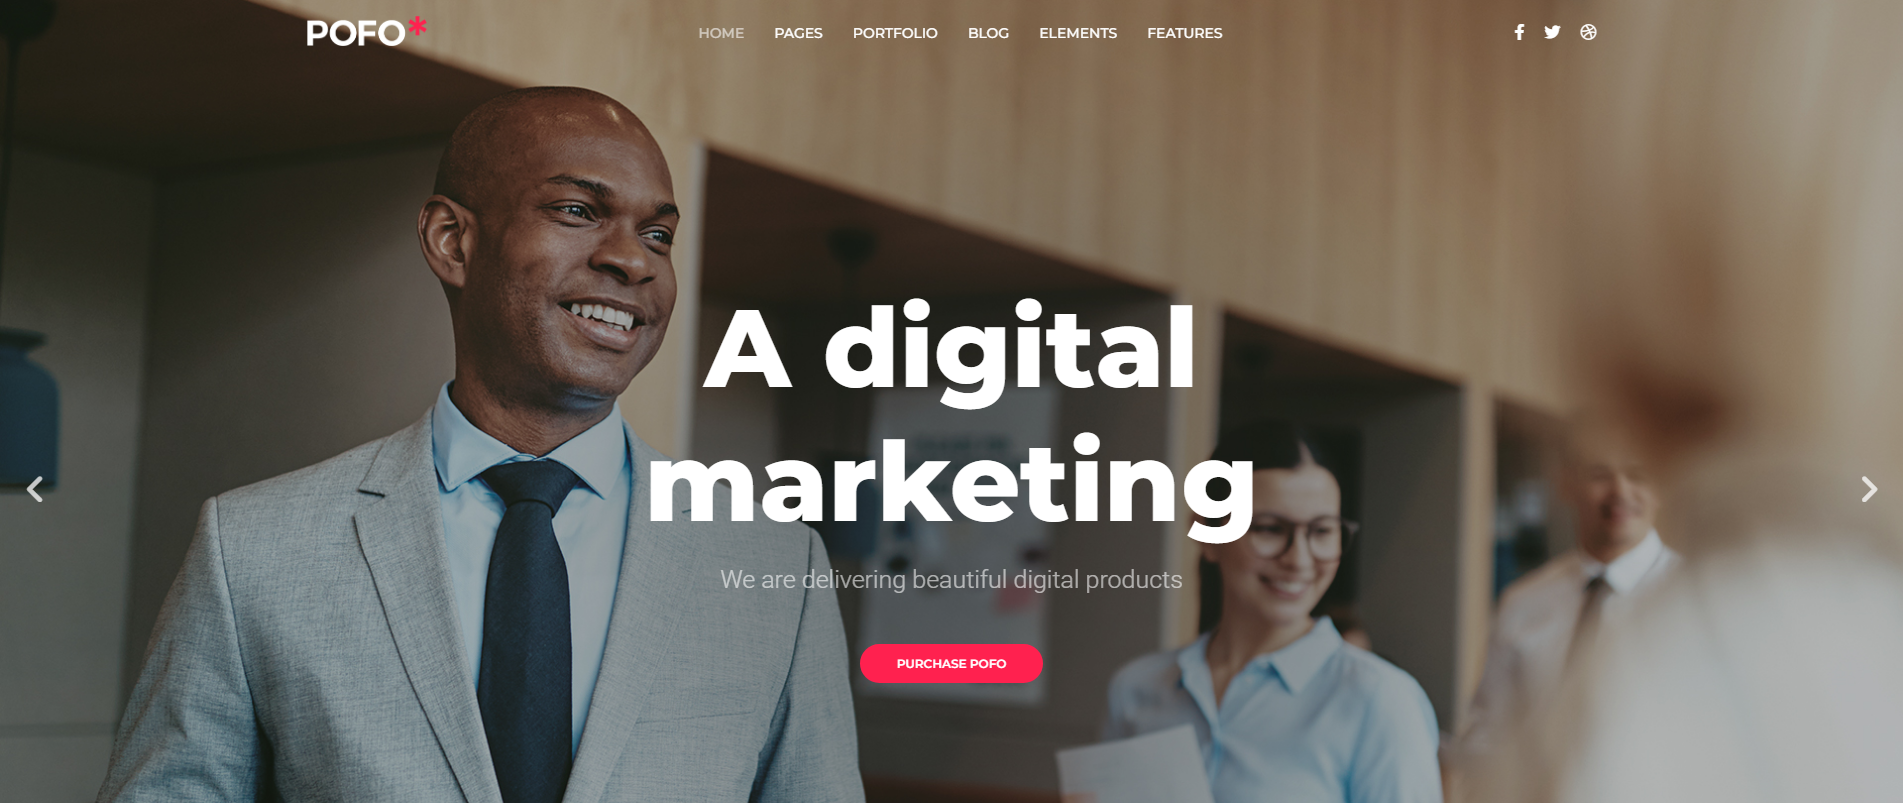 POFO*
HOME PAGES PORTFOLIO BLOG ELEMENTS FEATURES
A digital
marketing
We are delivering beautiful digital products
PURCHASE POFO